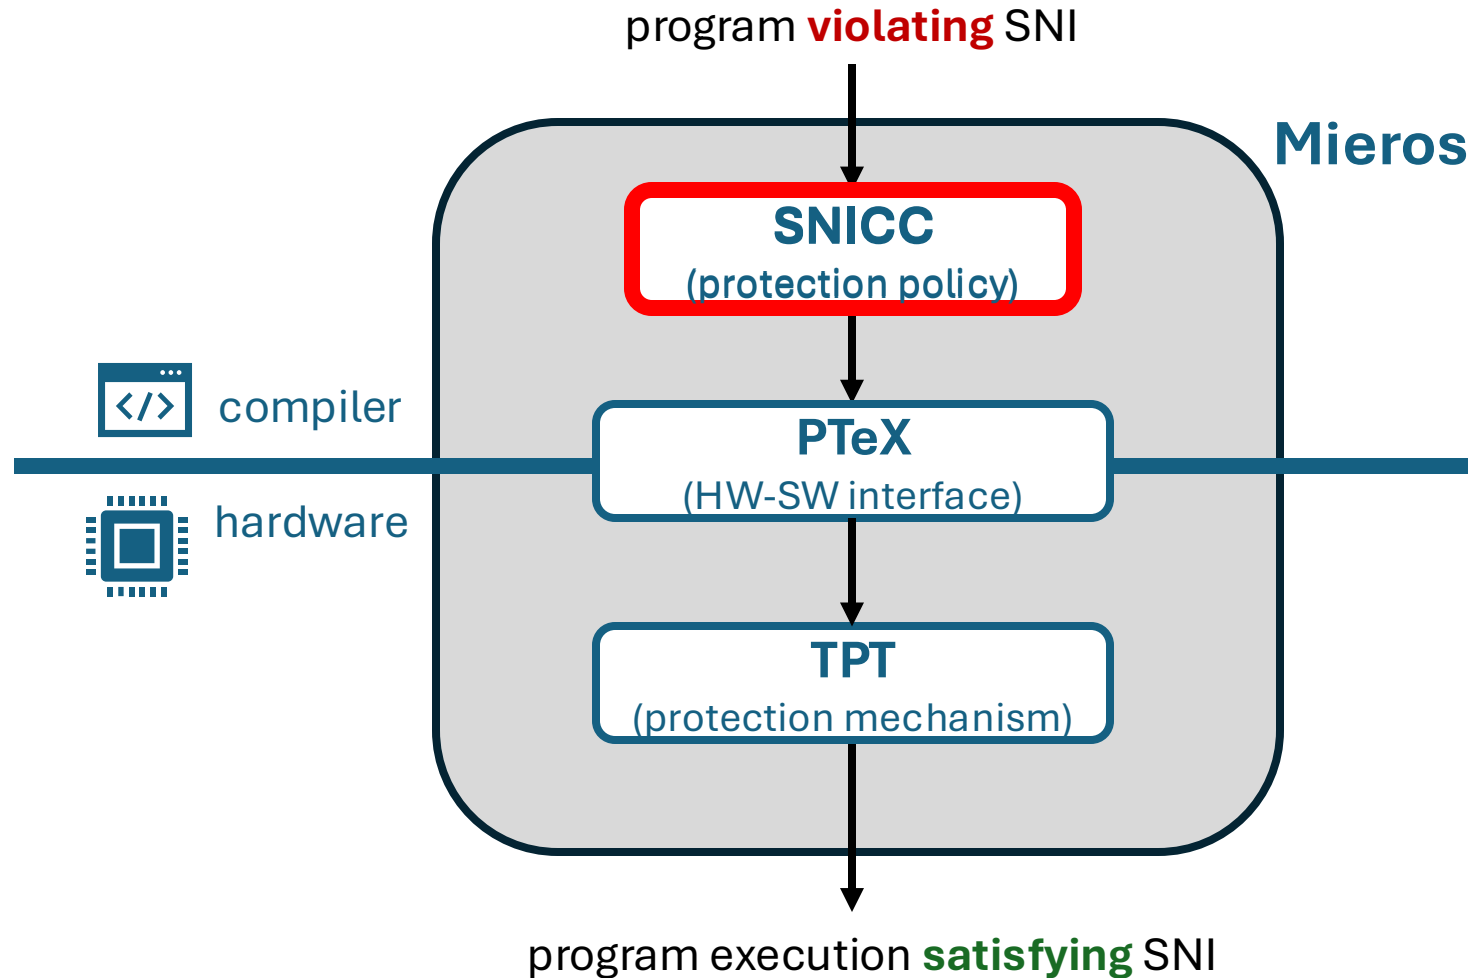 program violating SNI
Mieros
SNICC
(protection policy)
</>
compiler
PTeX
(HW-SW interface)
hardware
TPT
(protection mechanism)
program execution satisfying SNI